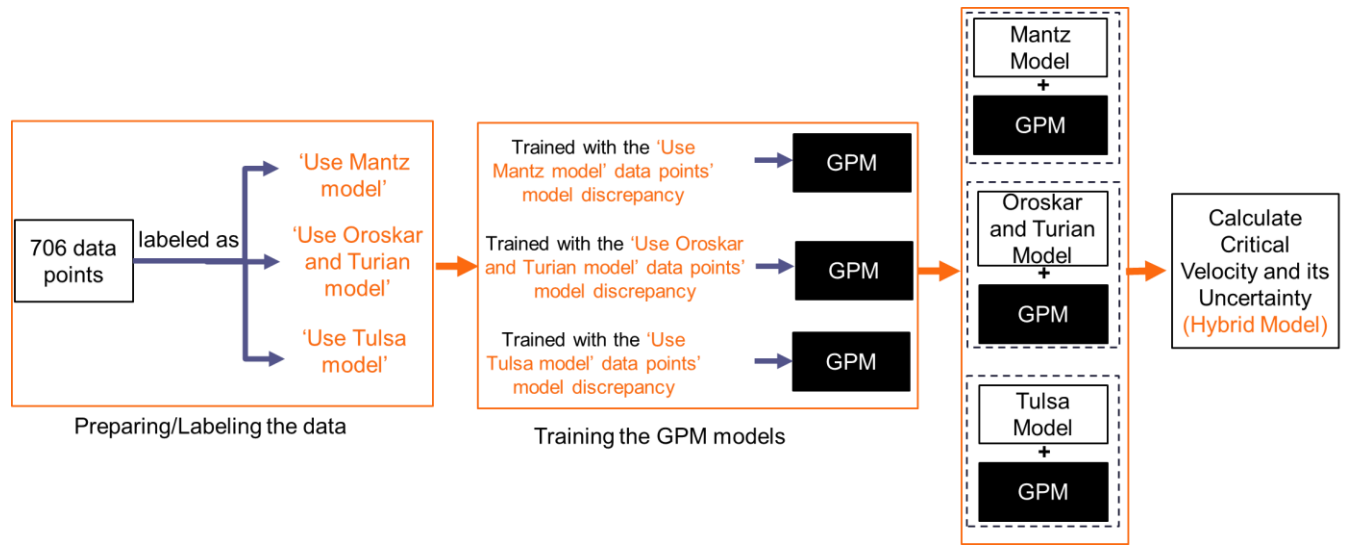 706 data
points
labeled as
‘Use Mantz
model’
‘Use Oroskar
and Turian
model’
‘Use Tulsa
model’
Preparing/Labeling the data
Trained with the ‘Use
Mantz model’ data points’
model discrepancy
GPM
Trained with the ‘Use Oroskar
and Turian model’ data points’
model discrepancy
GPM
Trained with the ‘Use
Tulsa model’ data points’
model discrepancy
GPM
Training the GPM models
Mantz
Model
+
GPM
Oroskar
and Turian
Model
+
GPM
Tulsa
Model
+
GPM
Calculate
Critical
Velocity and its
Uncertainty
(Hybrid Model)